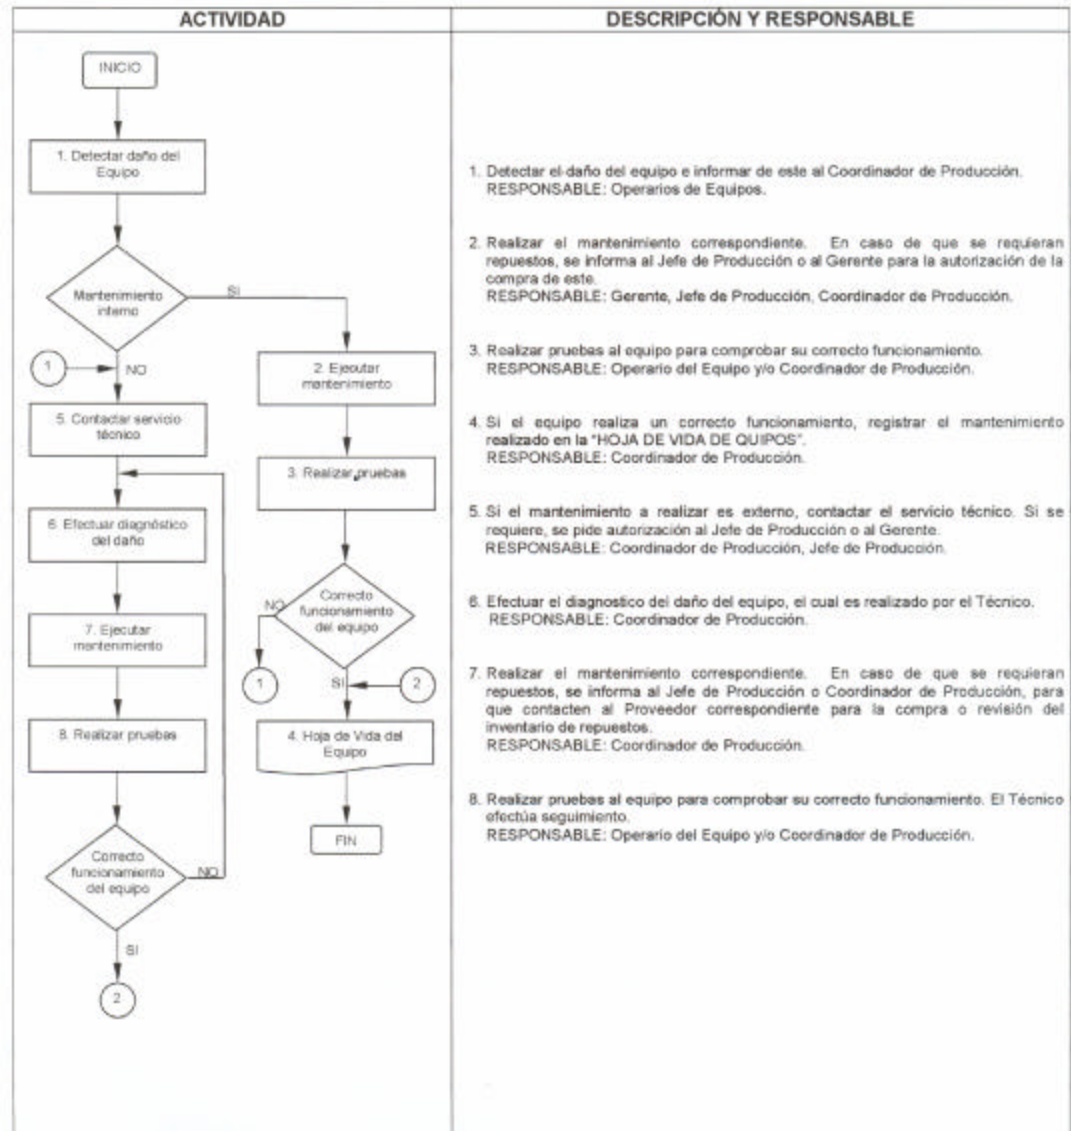 ACTIVIDAD
DESCRIPCIÓN Y RESPONSABLE
INICIO
1. Detectar daño del
Equipo
Mantenimiento
interno
SI
1
NO
5. Contactar servicio
técnico
6. Efectuar diagnóstico
del daño
7. Ejecutar
mantenimiento
8. Realizar pruebas
Correcto
funcionamiento
del equipo
NO
SI
2
2. Ejecutar
mantenimiento
3. Realizar pruebas
Correcto
funcionamiento
del equipo
NO
1
SI
2
4. Hoja de Vida del
Equipo
FIN
1. Detectar el daño del equipo e informar de este al Coordinador de Producción.
RESPONSABLE: Operarios de Equipos.
2. Realizar el mantenimiento correspondiente. En caso de que se requieran
repuestos, se informa al Jefe de Producción o al Gerente para la autorización de la
compra de este.
RESPONSABLE: Gerente, Jefe de Producción, Coordinador de Producción.
3. Realizar pruebas al equipo para comprobar su correcto funcionamiento.
RESPONSABLE: Operario del Equipo y/o Coordinador de Producción.
4. Si el equipo realiza un correcto funcionamiento, registrar el mantenimiento
realizado en la "HOJA DE VIDA DE QUIPOS".
RESPONSABLE: Coordinador de Producción.
5. Si el mantenimiento a realizar es externo, contactar el servicio técnico. Si se
requiere, se pide autorización al Jefe de Producción o al Gerente.
RESPONSABLE: Coordinador de Producción, Jefe de Producción.
6. Efectuar el diagnostico del daño del equipo, el cual es realizado por el Técnico.
RESPONSABLE: Coordinador de Producción.
7. Realizar el mantenimiento correspondiente. En caso de que se requieran
repuestos, se informa al Jefe de Producción o Coordinador de Producción, para
que contacten al Proveedor correspondiente para la compra o revisión del
inventario de repuestos.
RESPONSABLE: Coordinador de Producción.
8. Realizar pruebas al equipo para comprobar su correcto funcionamiento. El Técnico
efectúa seguimiento.
RESPONSABLE: Operario del Equipo y/o Coordinador de Producción.